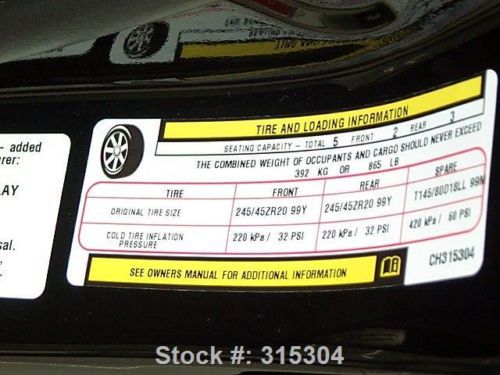 - added
rer:
LAY
sal.
TIRE AND LOADING INFORMATION
SEATING CAPACITY - TOTAL 5 FRONT 2 REAR 3
THE COMBINED WEIGHT OF OCCUPANTS AND CARGO SHOULD NEVER EXCEED
392 KG OR 865 LB
TIRE FRONT REAR SPARE
ORIGINAL TIRE SIZE 245/45ZR20 99Y 245/45ZR20 99Y T145/80D18LL 99M
COLD TIRE INFLATION PRESSURE 220 kPa / 32 PSI 220 kPa / 32 PSI 420 kPa / 60 PSI
SEE OWNERS MANUAL FOR ADDITIONAL INFORMATION
CH315304
Stock #: 315304